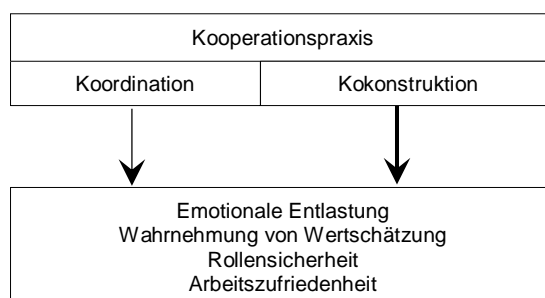 Kooperationspraxis
Koordination Kokonstruktion
Emotionale Entlastung
Wahrnehmung von Wertschätzung
Rollensicherheit
Arbeitszufriedenheit